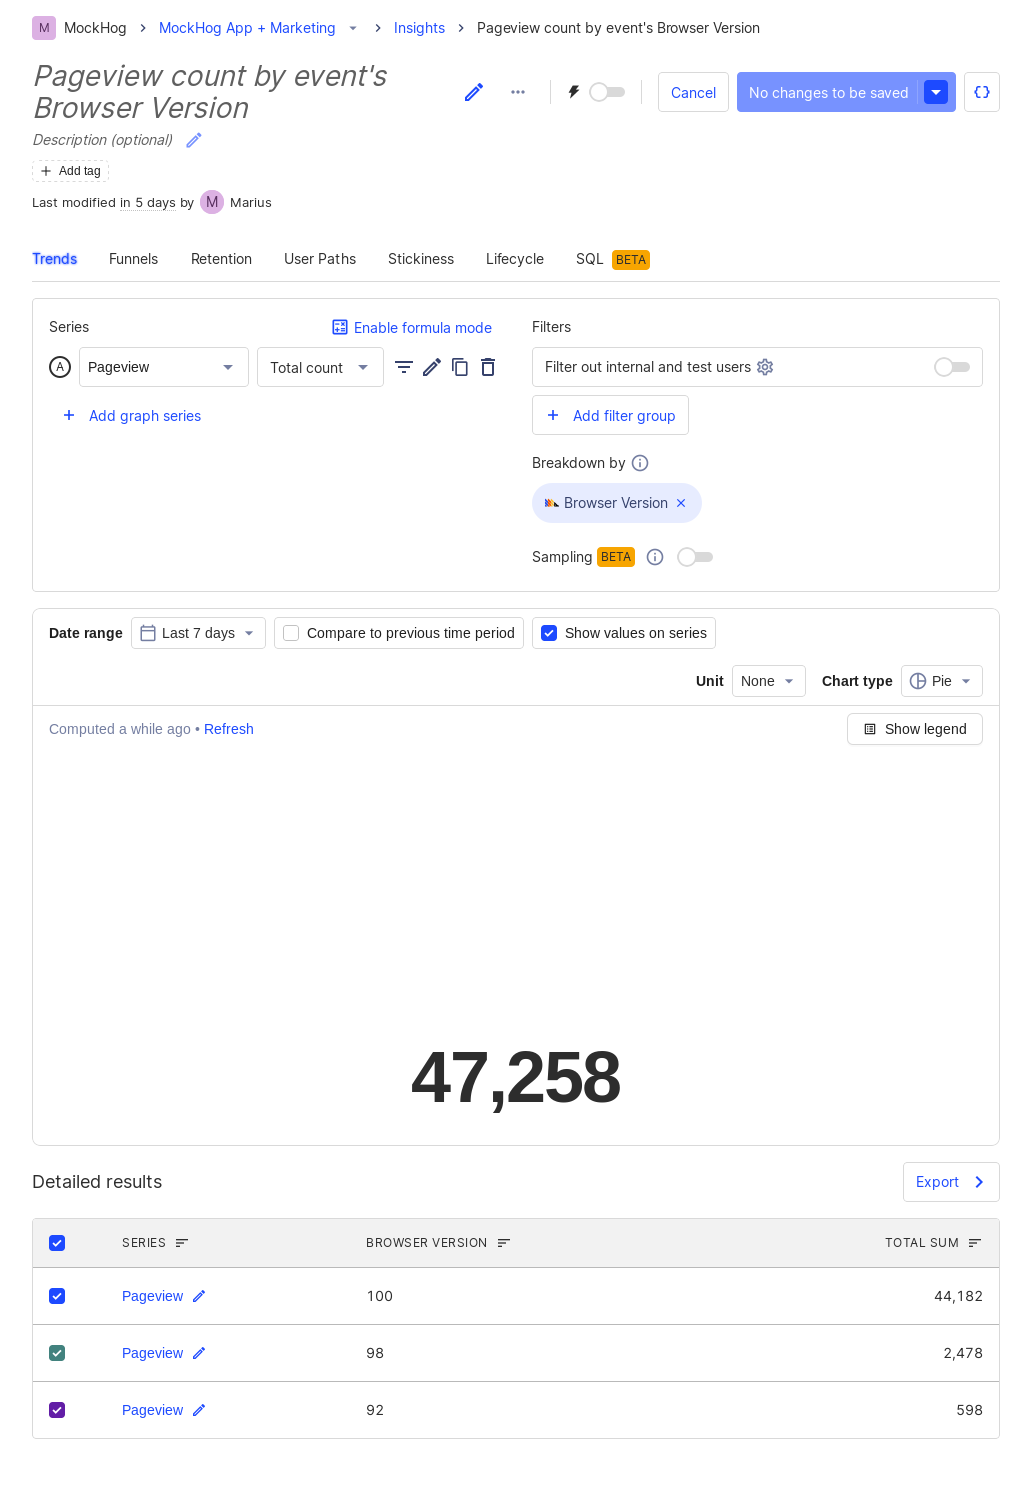 M MockHog > MockHog App + Marketing > Insights > Pageview count by event's Browser Version
Pageview count by event's
Browser Version
Cancel No changes to be saved
Description (optional)
Add tag
Last modified in 5 days by M Marius
Trends Funnels Retention User Paths Stickiness Lifecycle SQL BETA
Series Enable formula mode
A Pageview Total count
Add graph series
Filters
Filter out internal and test users
Add filter group
Breakdown by
Browser Version
Sampling BETA
Date range Last 7 days Compare to previous time period Show values on series
Unit None Chart type Pie
Computed a while ago • Refresh Show legend
47,258
Detailed results Export
SERIES BROWSER VERSION TOTAL SUM
Pageview 100 44,182
Pageview 98 2,478
Pageview 92 598